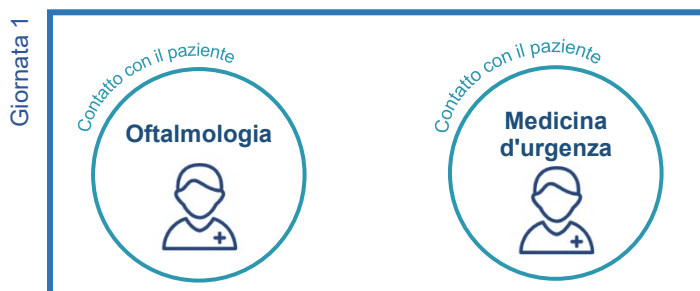 Giornata 1
Contatto con il paziente
Oftalmologia
Contatto con il paziente
Medicina
d'urgenza